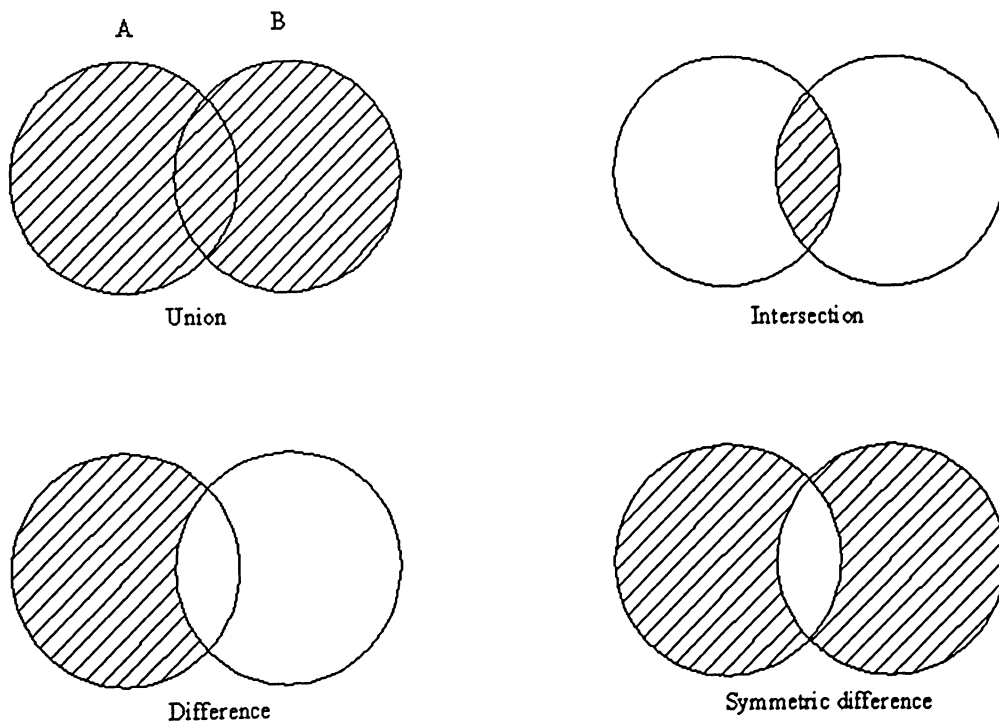 A B
Union
Intersection
Difference
Symmetric difference